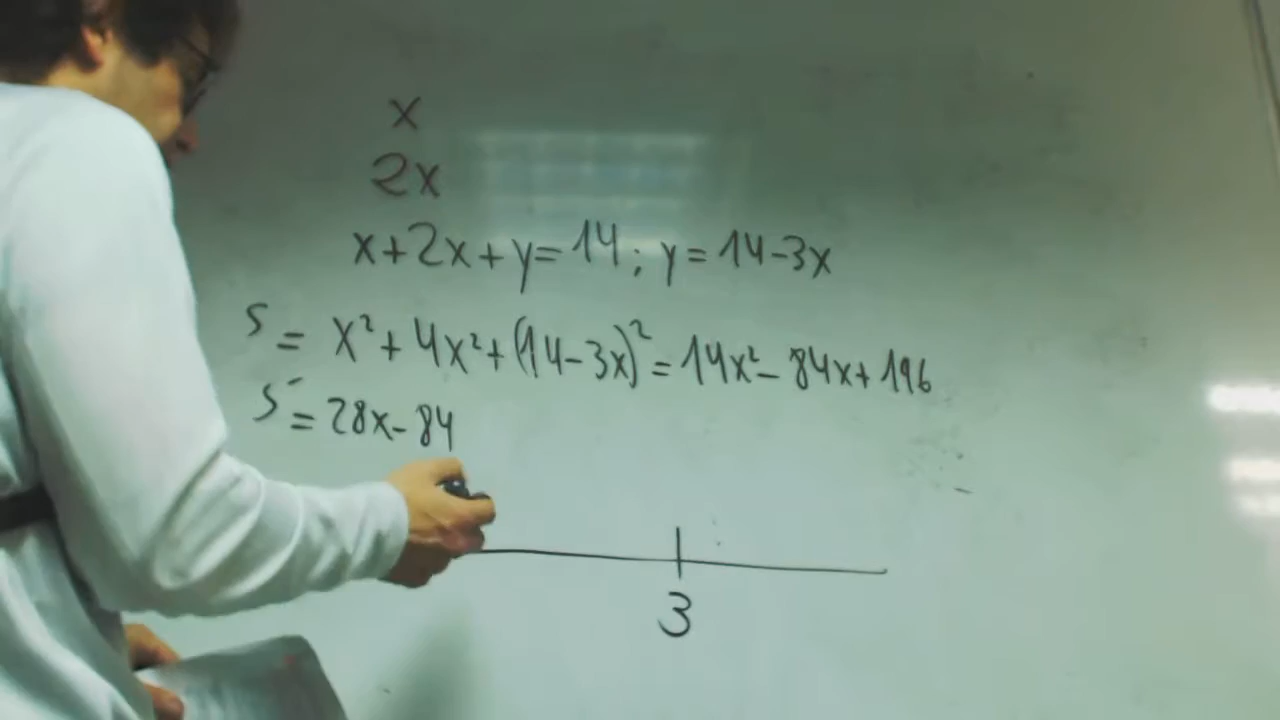 x
2x
x+2x+y=14; y=14-3x
S = x²+4x²+(14-3x)²=14x²-84x+196
S'=28x-84
3